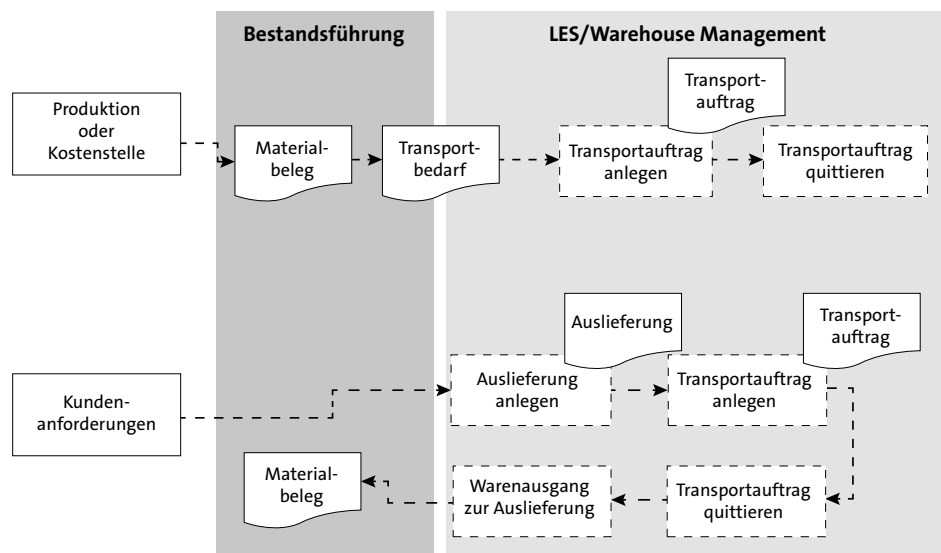 Bestandsführung
LES/Warehouse Management
Transport-
auftrag
Produktion
oder
Kostenstelle
Material-
beleg
Transport-
bedarf
Transportauftrag
anlegen
Transportauftrag
quittieren
Auslieferung
Transport-
auftrag
Kunden-
anforderungen
Auslieferung
anlegen
Transportauftrag
anlegen
Material-
beleg
Warenausgang
zur Auslieferung
Transportauftrag
quittieren